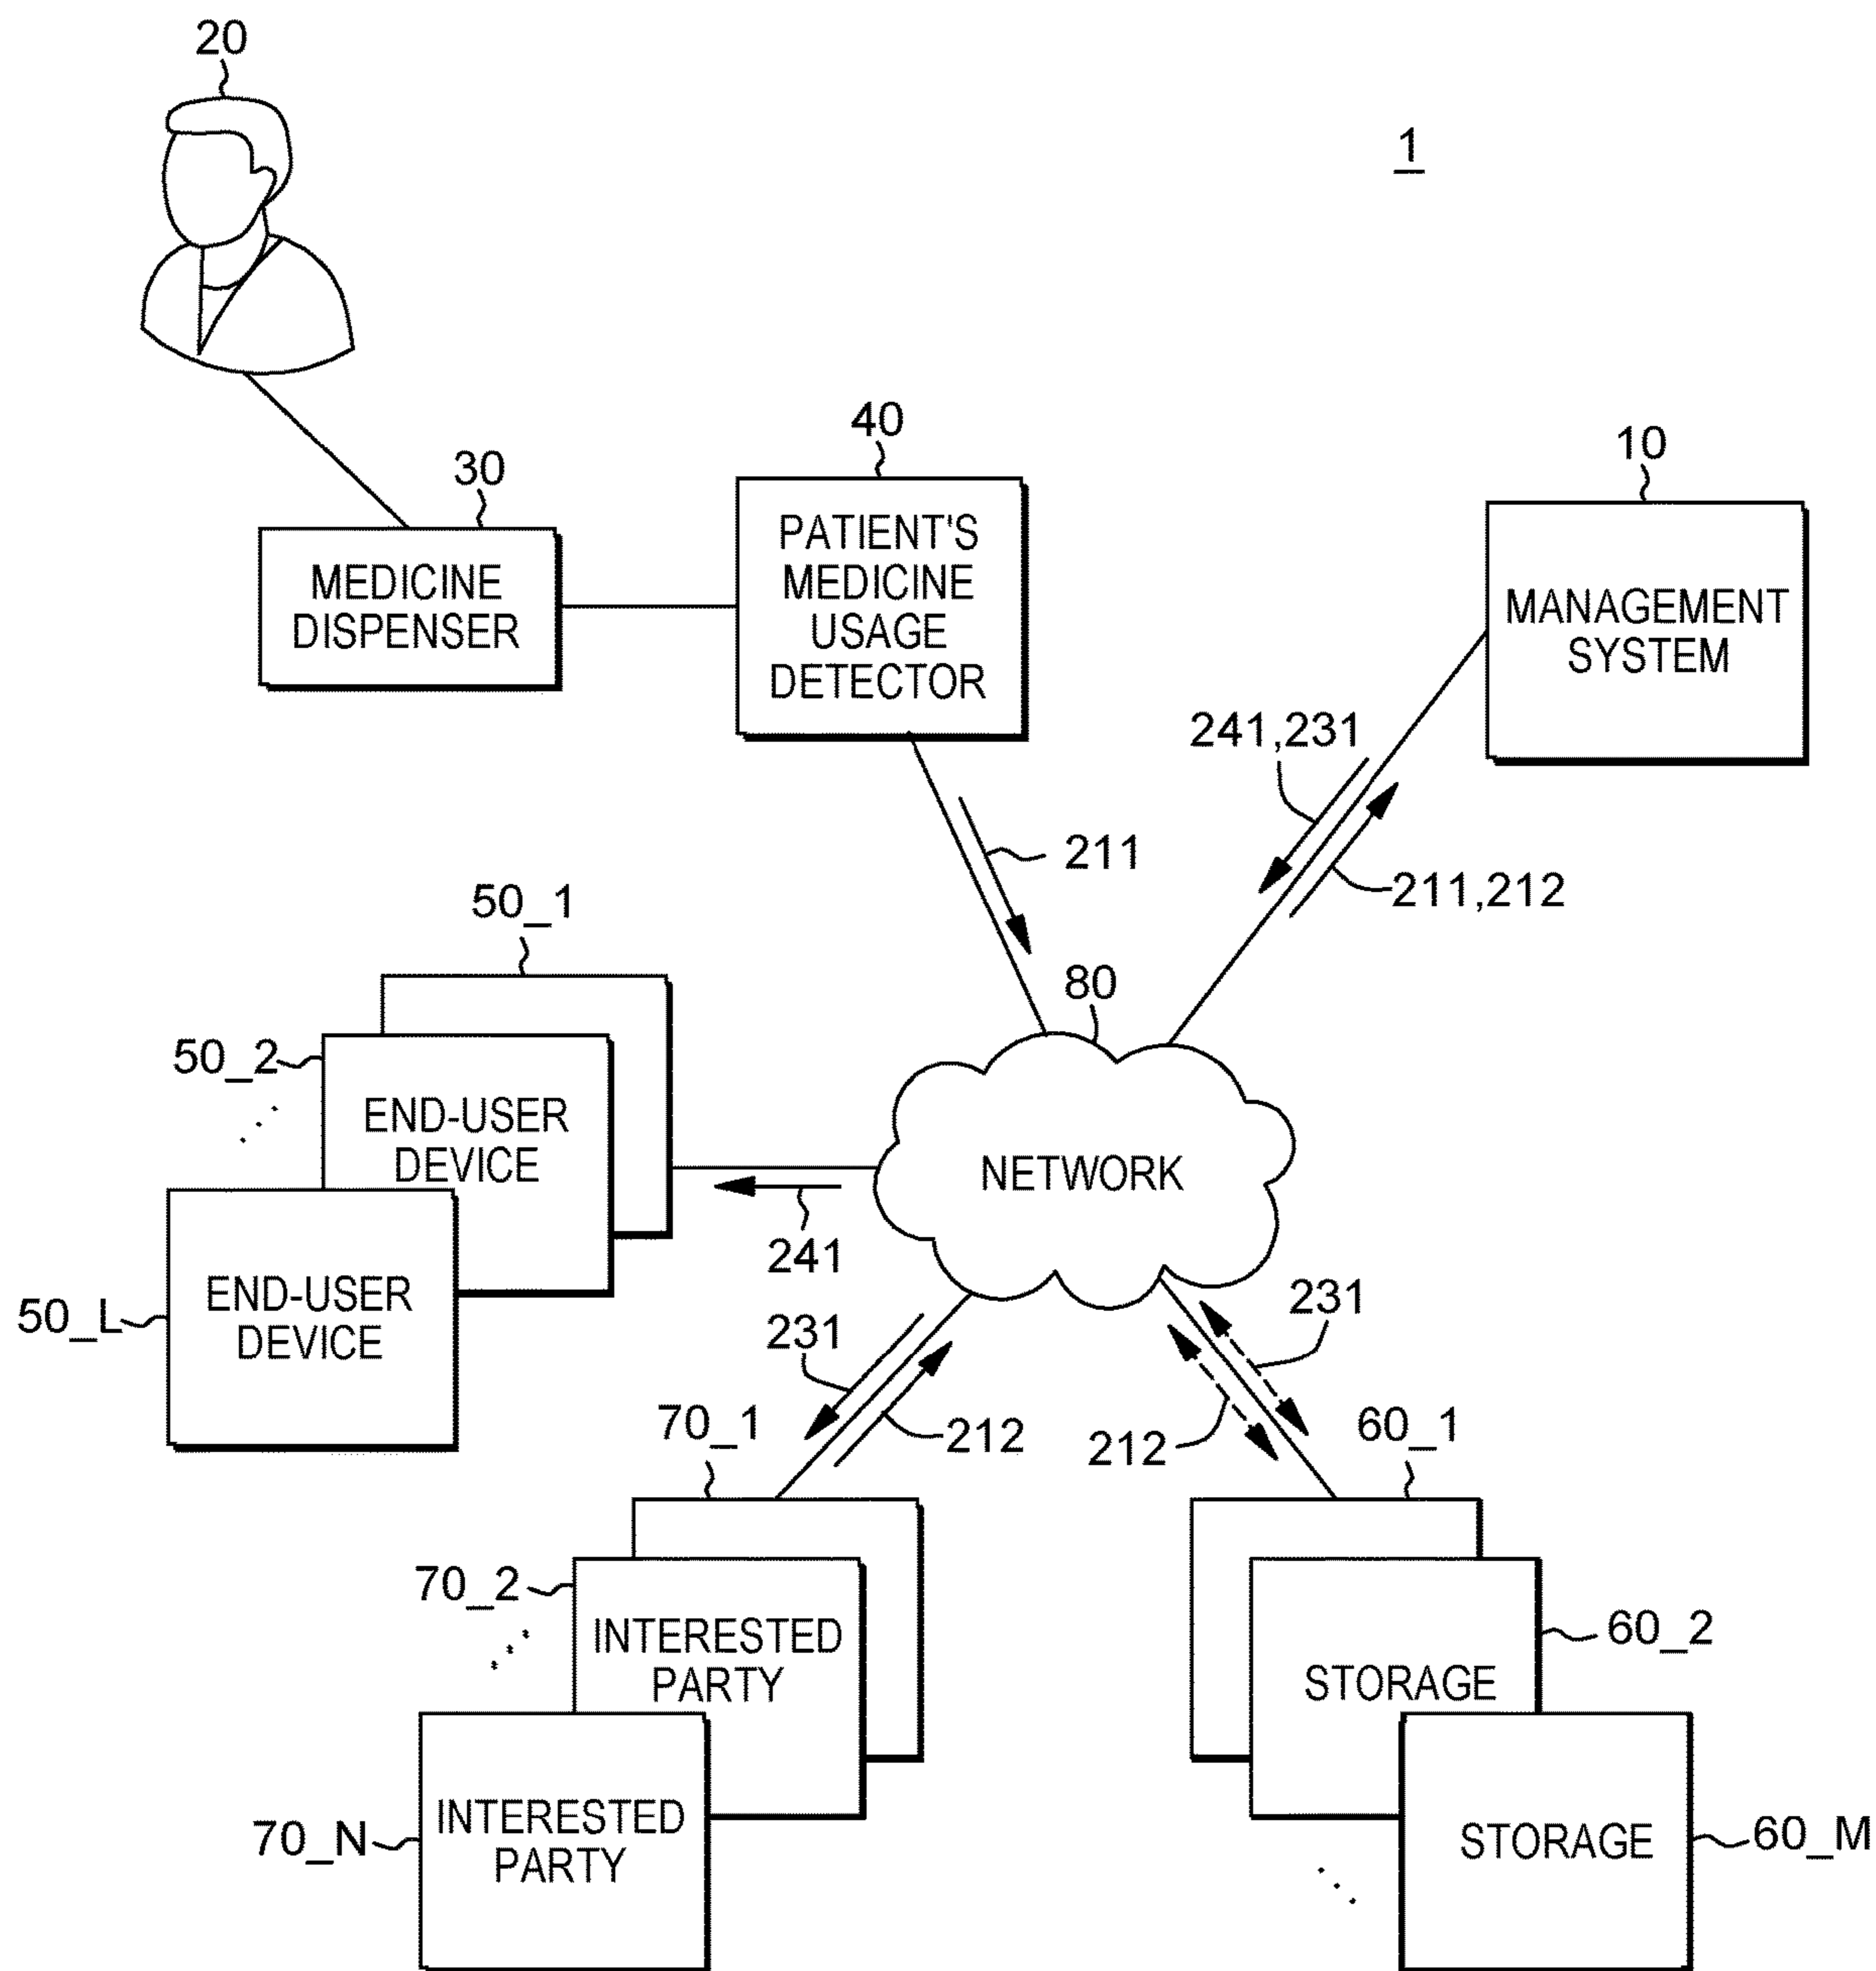 20
1
40
10
30
PATIENT'S
MEDICINE
USAGE
DETECTOR
MEDICINE
DISPENSER
MANAGEMENT
SYSTEM
241,231
211
211,212
50_1
80
50_2
END-USER
DEVICE
NETWORK
241
END-USER
DEVICE
50_L
231
231
70_1
212
212
60_1
70_2
INTERESTED
PARTY
60_2
STORAGE
INTERESTED
PARTY
70_N
STORAGE
60_M